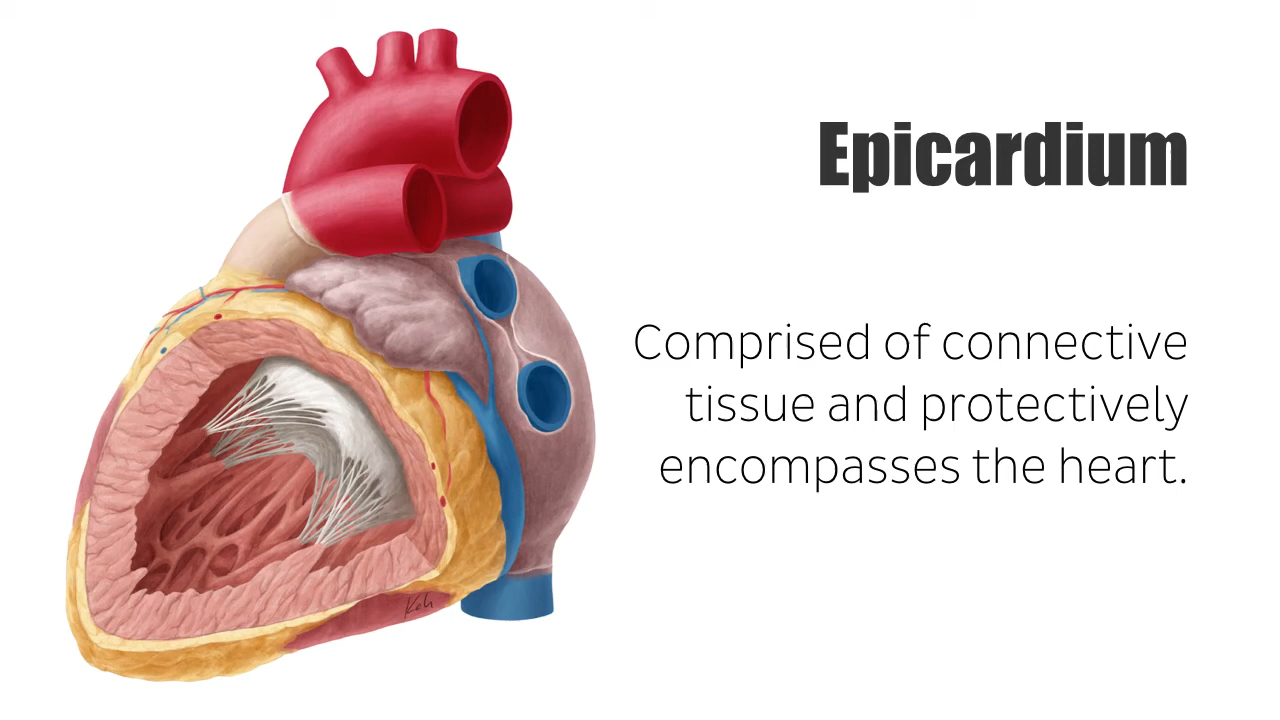 Epicardium
Comprised of connective
tissue and protectively
encompasses the heart.